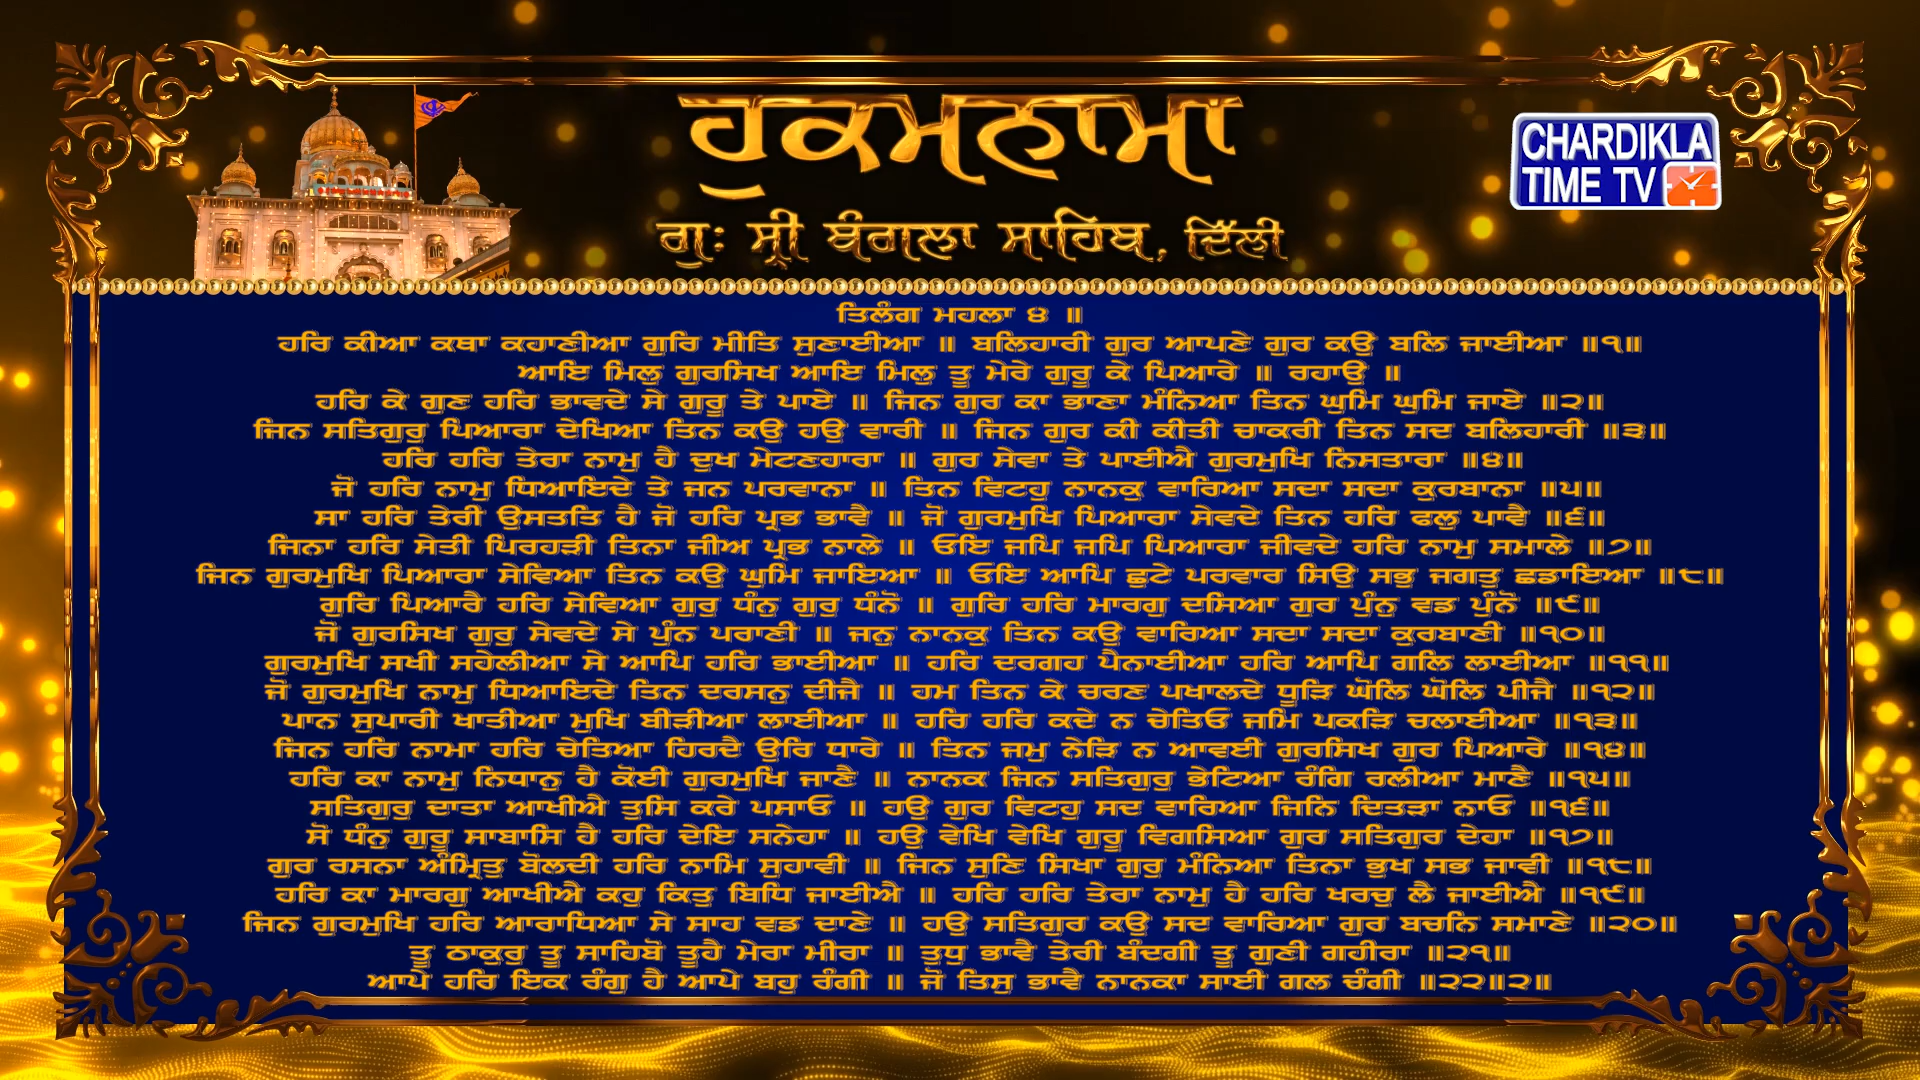 ਹੁਕਮਨਾਮਾ
ਗੁਃ ਸ੍ਰੀ ਬੰਗਲਾ ਸਾਹਿਬ, ਦਿੱਲੀ
CHARDIKLA
TIME TV
ਤਿਲੰਗ ਮਹਲਾ ੪ ॥
ਹਰਿ ਕੀਆ ਕਥਾ ਕਹਾਣੀਆ ਗੁਰਿ ਮੀਤਿ ਸੁਣਾਈਆ ॥ ਬਲਿਹਾਰੀ ਗੁਰ ਆਪਣੇ ਗੁਰ ਕਉ ਬਲਿ ਜਾਈਆ ॥੧॥
ਆਇ ਮਿਲੁ ਗੁਰਸਿਖ ਆਇ ਮਿਲੁ ਤੂ ਮੇਰੇ ਗੁਰੂ ਕੇ ਪਿਆਰੇ ॥ ਰਹਾਉ ॥
ਹਰਿ ਕੇ ਗੁਣ ਹਰਿ ਭਾਵਦੇ ਸੇ ਗੁਰੂ ਤੇ ਪਾਏ ॥ ਜਿਨ ਗੁਰ ਕਾ ਭਾਣਾ ਮੰਨਿਆ ਤਿਨ ਘੁਮਿ ਘੁਮਿ ਜਾਏ ॥੨॥
ਜਿਨ ਸਤਿਗੁਰੁ ਪਿਆਰਾ ਦੇਖਿਆ ਤਿਨ ਕਉ ਹਉ ਵਾਰੀ ॥ ਜਿਨ ਗੁਰ ਕੀ ਕੀਤੀ ਚਾਕਰੀ ਤਿਨ ਸਦ ਬਲਿਹਾਰੀ ॥੩॥
ਹਰਿ ਹਰਿ ਤੇਰਾ ਨਾਮੁ ਹੈ ਦੁਖ ਮੇਟਣਹਾਰਾ ॥ ਗੁਰ ਸੇਵਾ ਤੇ ਪਾਈਐ ਗੁਰਮੁਖਿ ਨਿਸਤਾਰਾ ॥੪॥
ਜੋ ਹਰਿ ਨਾਮੁ ਧਿਆਇਦੇ ਤੇ ਜਨ ਪਰਵਾਨਾ ॥ ਤਿਨ ਵਿਟਹੁ ਨਾਨਕੁ ਵਾਰਿਆ ਸਦਾ ਸਦਾ ਕੁਰਬਾਨਾ ॥੫॥
ਸਾ ਹਰਿ ਤੇਰੀ ਉਸਤਤਿ ਹੈ ਜੋ ਹਰਿ ਪ੍ਰਭ ਭਾਵੈ ॥ ਜੋ ਗੁਰਮੁਖਿ ਪਿਆਰਾ ਸੇਵਦੇ ਤਿਨ ਹਰਿ ਫਲੁ ਪਾਵੈ ॥੬॥
ਜਿਨਾ ਹਰਿ ਸੇਤੀ ਪਿਰਹੜੀ ਤਿਨਾ ਜੀਅ ਪ੍ਰਭ ਨਾਲੇ ॥ ਓਇ ਜਪਿ ਜਪਿ ਪਿਆਰਾ ਜੀਵਦੇ ਹਰਿ ਨਾਮੁ ਸਮਾਲੇ ॥੭॥
ਜਿਨ ਗੁਰਮੁਖਿ ਪਿਆਰਾ ਸੇਵਿਆ ਤਿਨ ਕਉ ਘੁਮਿ ਜਾਇਆ ॥ ਓਇ ਆਪਿ ਛੁਟੇ ਪਰਵਾਰ ਸਿਉ ਸਭੁ ਜਗਤੁ ਛਡਾਇਆ ॥੮॥
ਗੁਰਿ ਪਿਆਰੈ ਹਰਿ ਸੇਵਿਆ ਗੁਰੁ ਧੰਨੁ ਗੁਰੁ ਧੰਨੋ ॥ ਗੁਰਿ ਹਰਿ ਮਾਰਗੁ ਦਸਿਆ ਗੁਰ ਪੁੰਨੁ ਵਡ ਪੁੰਨੋ ॥੯॥
ਜੋ ਗੁਰਸਿਖ ਗੁਰੁ ਸੇਵਦੇ ਸੇ ਪੁੰਨ ਪਰਾਣੀ ॥ ਜਨੁ ਨਾਨਕੁ ਤਿਨ ਕਉ ਵਾਰਿਆ ਸਦਾ ਸਦਾ ਕੁਰਬਾਣੀ ॥੧੦॥
ਗੁਰਮੁਖਿ ਸਖੀ ਸਹੇਲੀਆ ਸੇ ਆਪਿ ਹਰਿ ਭਾਈਆ ॥ ਹਰਿ ਦਰਗਹ ਪੈਨਾਈਆ ਹਰਿ ਆਪਿ ਗਲਿ ਲਾਈਆ ॥੧੧॥
ਜੋ ਗੁਰਮੁਖਿ ਨਾਮੁ ਧਿਆਇਦੇ ਤਿਨ ਦਰਸਨੁ ਦੀਜੈ ॥ ਹਮ ਤਿਨ ਕੇ ਚਰਣ ਪਖਾਲਦੇ ਧੂੜਿ ਘੋਲਿ ਘੋਲਿ ਪੀਜੈ ॥੧੨॥
ਪਾਨ ਸੁਪਾਰੀ ਖਾਤੀਆ ਮੁਖਿ ਬੀੜੀਆ ਲਾਈਆ ॥ ਹਰਿ ਹਰਿ ਕਦੇ ਨ ਚੇਤਿਓ ਜਮਿ ਪਕੜਿ ਚਲਾਈਆ ॥੧੩॥
ਜਿਨ ਹਰਿ ਨਾਮਾ ਹਰਿ ਚੇਤਿਆ ਹਿਰਦੈ ਉਰਿ ਧਾਰੇ ॥ ਤਿਨ ਜਮੁ ਨੇੜਿ ਨ ਆਵਈ ਗੁਰਸਿਖ ਗੁਰ ਪਿਆਰੇ ॥੧੪॥
ਹਰਿ ਕਾ ਨਾਮੁ ਨਿਧਾਨੁ ਹੈ ਕੋਈ ਗੁਰਮੁਖਿ ਜਾਣੈ ॥ ਨਾਨਕ ਜਿਨ ਸਤਿਗੁਰੁ ਭੇਟਿਆ ਰੰਗਿ ਰਲੀਆ ਮਾਣੈ ॥੧੫॥
ਸਤਿਗੁਰੁ ਦਾਤਾ ਆਖੀਐ ਤੁਸਿ ਕਰੇ ਪਸਾਓ ॥ ਹਉ ਗੁਰ ਵਿਟਹੁ ਸਦ ਵਾਰਿਆ ਜਿਨਿ ਦਿਤੜਾ ਨਾਓ ॥੧੬॥
ਸੋ ਧੰਨੁ ਗੁਰੂ ਸਾਬਾਸਿ ਹੈ ਹਰਿ ਦੇਇ ਸਨੇਹਾ ॥ ਹਉ ਵੇਖਿ ਵੇਖਿ ਗੁਰੂ ਵਿਗਸਿਆ ਗੁਰ ਸਤਿਗੁਰ ਦੇਹਾ ॥੧੭॥
ਗੁਰ ਰਸਨਾ ਅੰਮ੍ਰਿਤੁ ਬੋਲਦੀ ਹਰਿ ਨਾਮਿ ਸੁਹਾਵੀ ॥ ਜਿਨ ਸੁਣਿ ਸਿਖਾ ਗੁਰੁ ਮੰਨਿਆ ਤਿਨਾ ਭੁਖ ਸਭ ਜਾਵੀ ॥੧੮॥
ਹਰਿ ਕਾ ਮਾਰਗੁ ਆਖੀਐ ਕਹੁ ਕਿਤੁ ਬਿਧਿ ਜਾਈਐ ॥ ਹਰਿ ਹਰਿ ਤੇਰਾ ਨਾਮੁ ਹੈ ਹਰਿ ਖਰਚੁ ਲੈ ਜਾਈਐ ॥੧੯॥
ਜਿਨ ਗੁਰਮੁਖਿ ਹਰਿ ਆਰਾਧਿਆ ਸੇ ਸਾਹ ਵਡ ਦਾਣੇ ॥ ਹਉ ਸਤਿਗੁਰ ਕਉ ਸਦ ਵਾਰਿਆ ਗੁਰ ਬਚਨਿ ਸਮਾਣੇ ॥੨੦॥
ਤੂ ਠਾਕੁਰੁ ਤੂ ਸਾਹਿਬੋ ਤੂਹੈ ਮੇਰਾ ਮੀਰਾ ॥ ਤੁਧੁ ਭਾਵੈ ਤੇਰੀ ਬੰਦਗੀ ਤੂ ਗੁਣੀ ਗਹੀਰਾ ॥੨੧॥
ਆਪੇ ਹਰਿ ਇਕ ਰੰਗੁ ਹੈ ਆਪੇ ਬਹੁ ਰੰਗੀ ॥ ਜੋ ਤਿਸੁ ਭਾਵੈ ਨਾਨਕਾ ਸਾਈ ਗਲ ਚੰਗੀ ॥੨੨॥੨॥